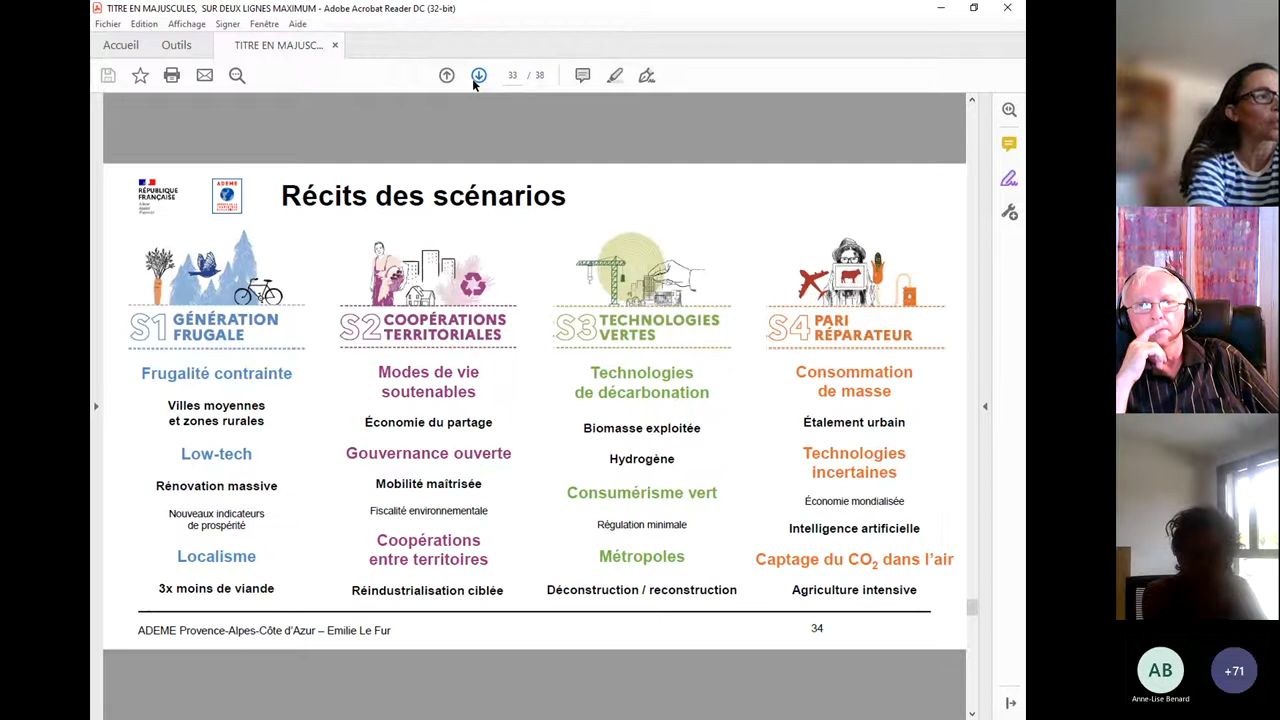 TITRE EN MAJUSCULES, SUR DEUX LIGNES MAXIMUM - Adobe Acrobat Reader DC (32-bit)
Fichier Edition Affichage Signer Fenêtre Aide
Accueil Outils TITRE EN MAJUSC... ×
33 / 38
RÉPUBLIQUE
FRANÇAISE
ADEME
Récits des scénarios
S1 GÉNÉRATION
FRUGALE
Frugalité contrainte
Villes moyennes
et zones rurales
Low-tech
Rénovation massive
Nouveaux indicateurs
de prospérité
Localisme
3x moins de viande
S2 COOPÉRATIONS
TERRITORIALES
Modes de vie
soutenables
Économie du partage
Gouvernance ouverte
Mobilité maîtrisée
Fiscalité environnementale
Coopérations
entre territoires
Réindustrialisation ciblée
S3 TECHNOLOGIES
VERTES
Technologies
de décarbonation
Biomasse exploitée
Hydrogène
Consumérisme vert
Régulation minimale
Métropoles
Déconstruction / reconstruction
S4 PARI
RÉPARATEUR
Consommation
de masse
Étalement urbain
Technologies
incertaines
Économie mondialisée
Intelligence artificielle
Captage du CO2 dans l'air
Agriculture intensive
ADEME Provence-Alpes-Côte d'Azur – Emilie Le Fur
34
AB
Anne-Lise Benard
+71